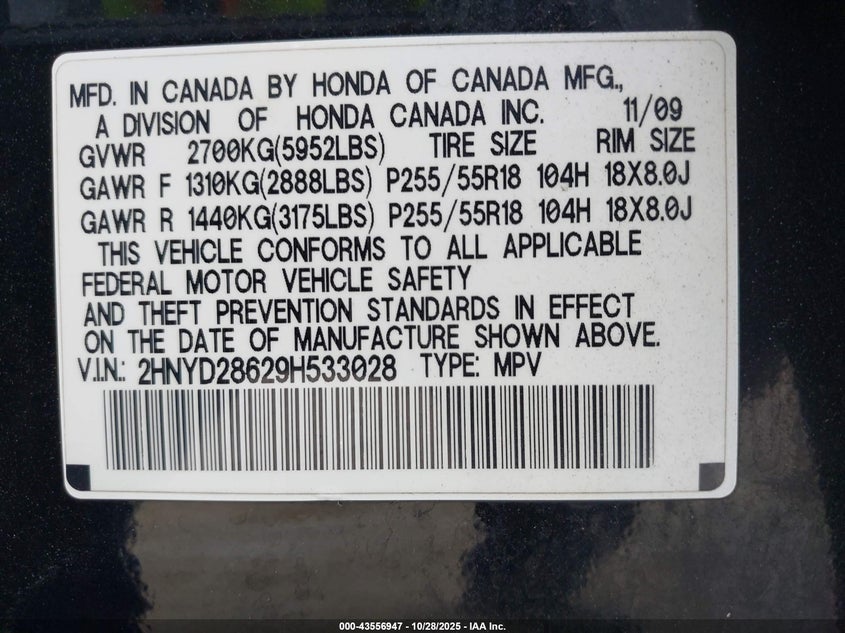 MFD. IN CANADA BY HONDA OF CANADA MFG.,
A DIVISION OF HONDA CANADA INC. 11/09
GVWR 2700KG(5952LBS) TIRE SIZE RIM SIZE
GAWR F 1310KG(2888LBS) P255/55R18 104H 18X8.0J
GAWR R 1440KG(3175LBS) P255/55R18 104H 18X8.0J
THIS VEHICLE CONFORMS TO ALL APPLICABLE
FEDERAL MOTOR VEHICLE SAFETY
AND THEFT PREVENTION STANDARDS IN EFFECT
ON THE DATE OF MANUFACTURE SHOWN ABOVE.
V.I.N.: 2HNYD28629H533028 TYPE: MPV
000-43556947 | 10/28/2025 - IAA Inc.